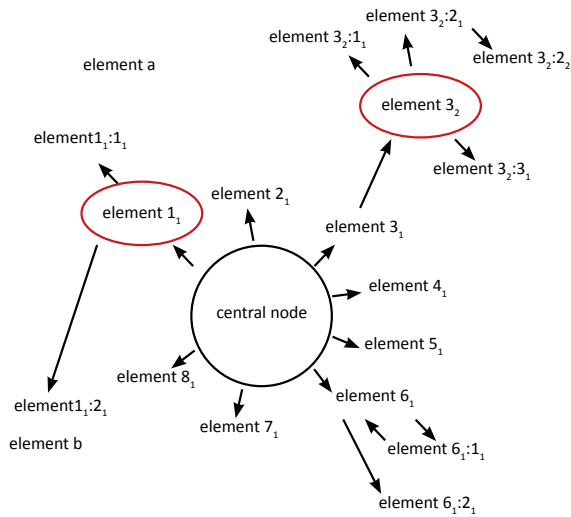 element 3₂:2₁
element 3₂:1₁
element 3₂:2₂
element a
element 3₂
element1₁:1₁
element 3₂:3₁
element 2₁
element 1₁
element 3₁
element 4₁
central node
element 5₁
element 8₁
element 6₁
element1₁:2₁
element 7₁
element b
element 6₁:1₁
element 6₁:2₁